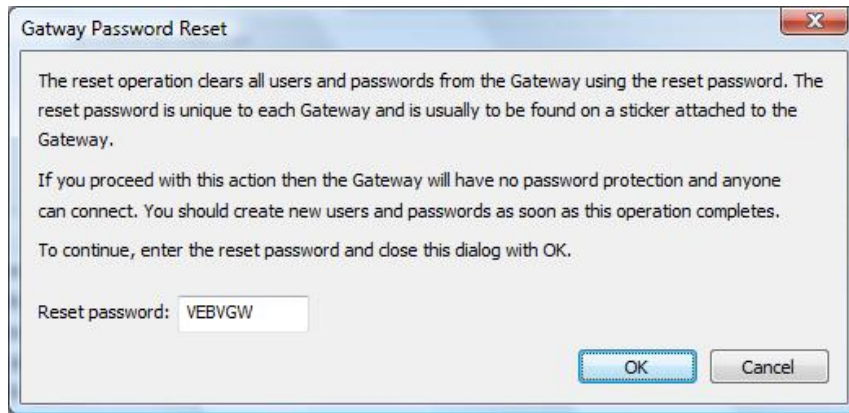 Gatway Password Reset
The reset operation clears all users and passwords from the Gateway using the reset password. The
reset password is unique to each Gateway and is usually to be found on a sticker attached to the
Gateway.
If you proceed with this action then the Gateway will have no password protection and anyone
can connect. You should create new users and passwords as soon as this operation completes.
To continue, enter the reset password and close this dialog with OK.
Reset password: VEBVGW
OK Cancel